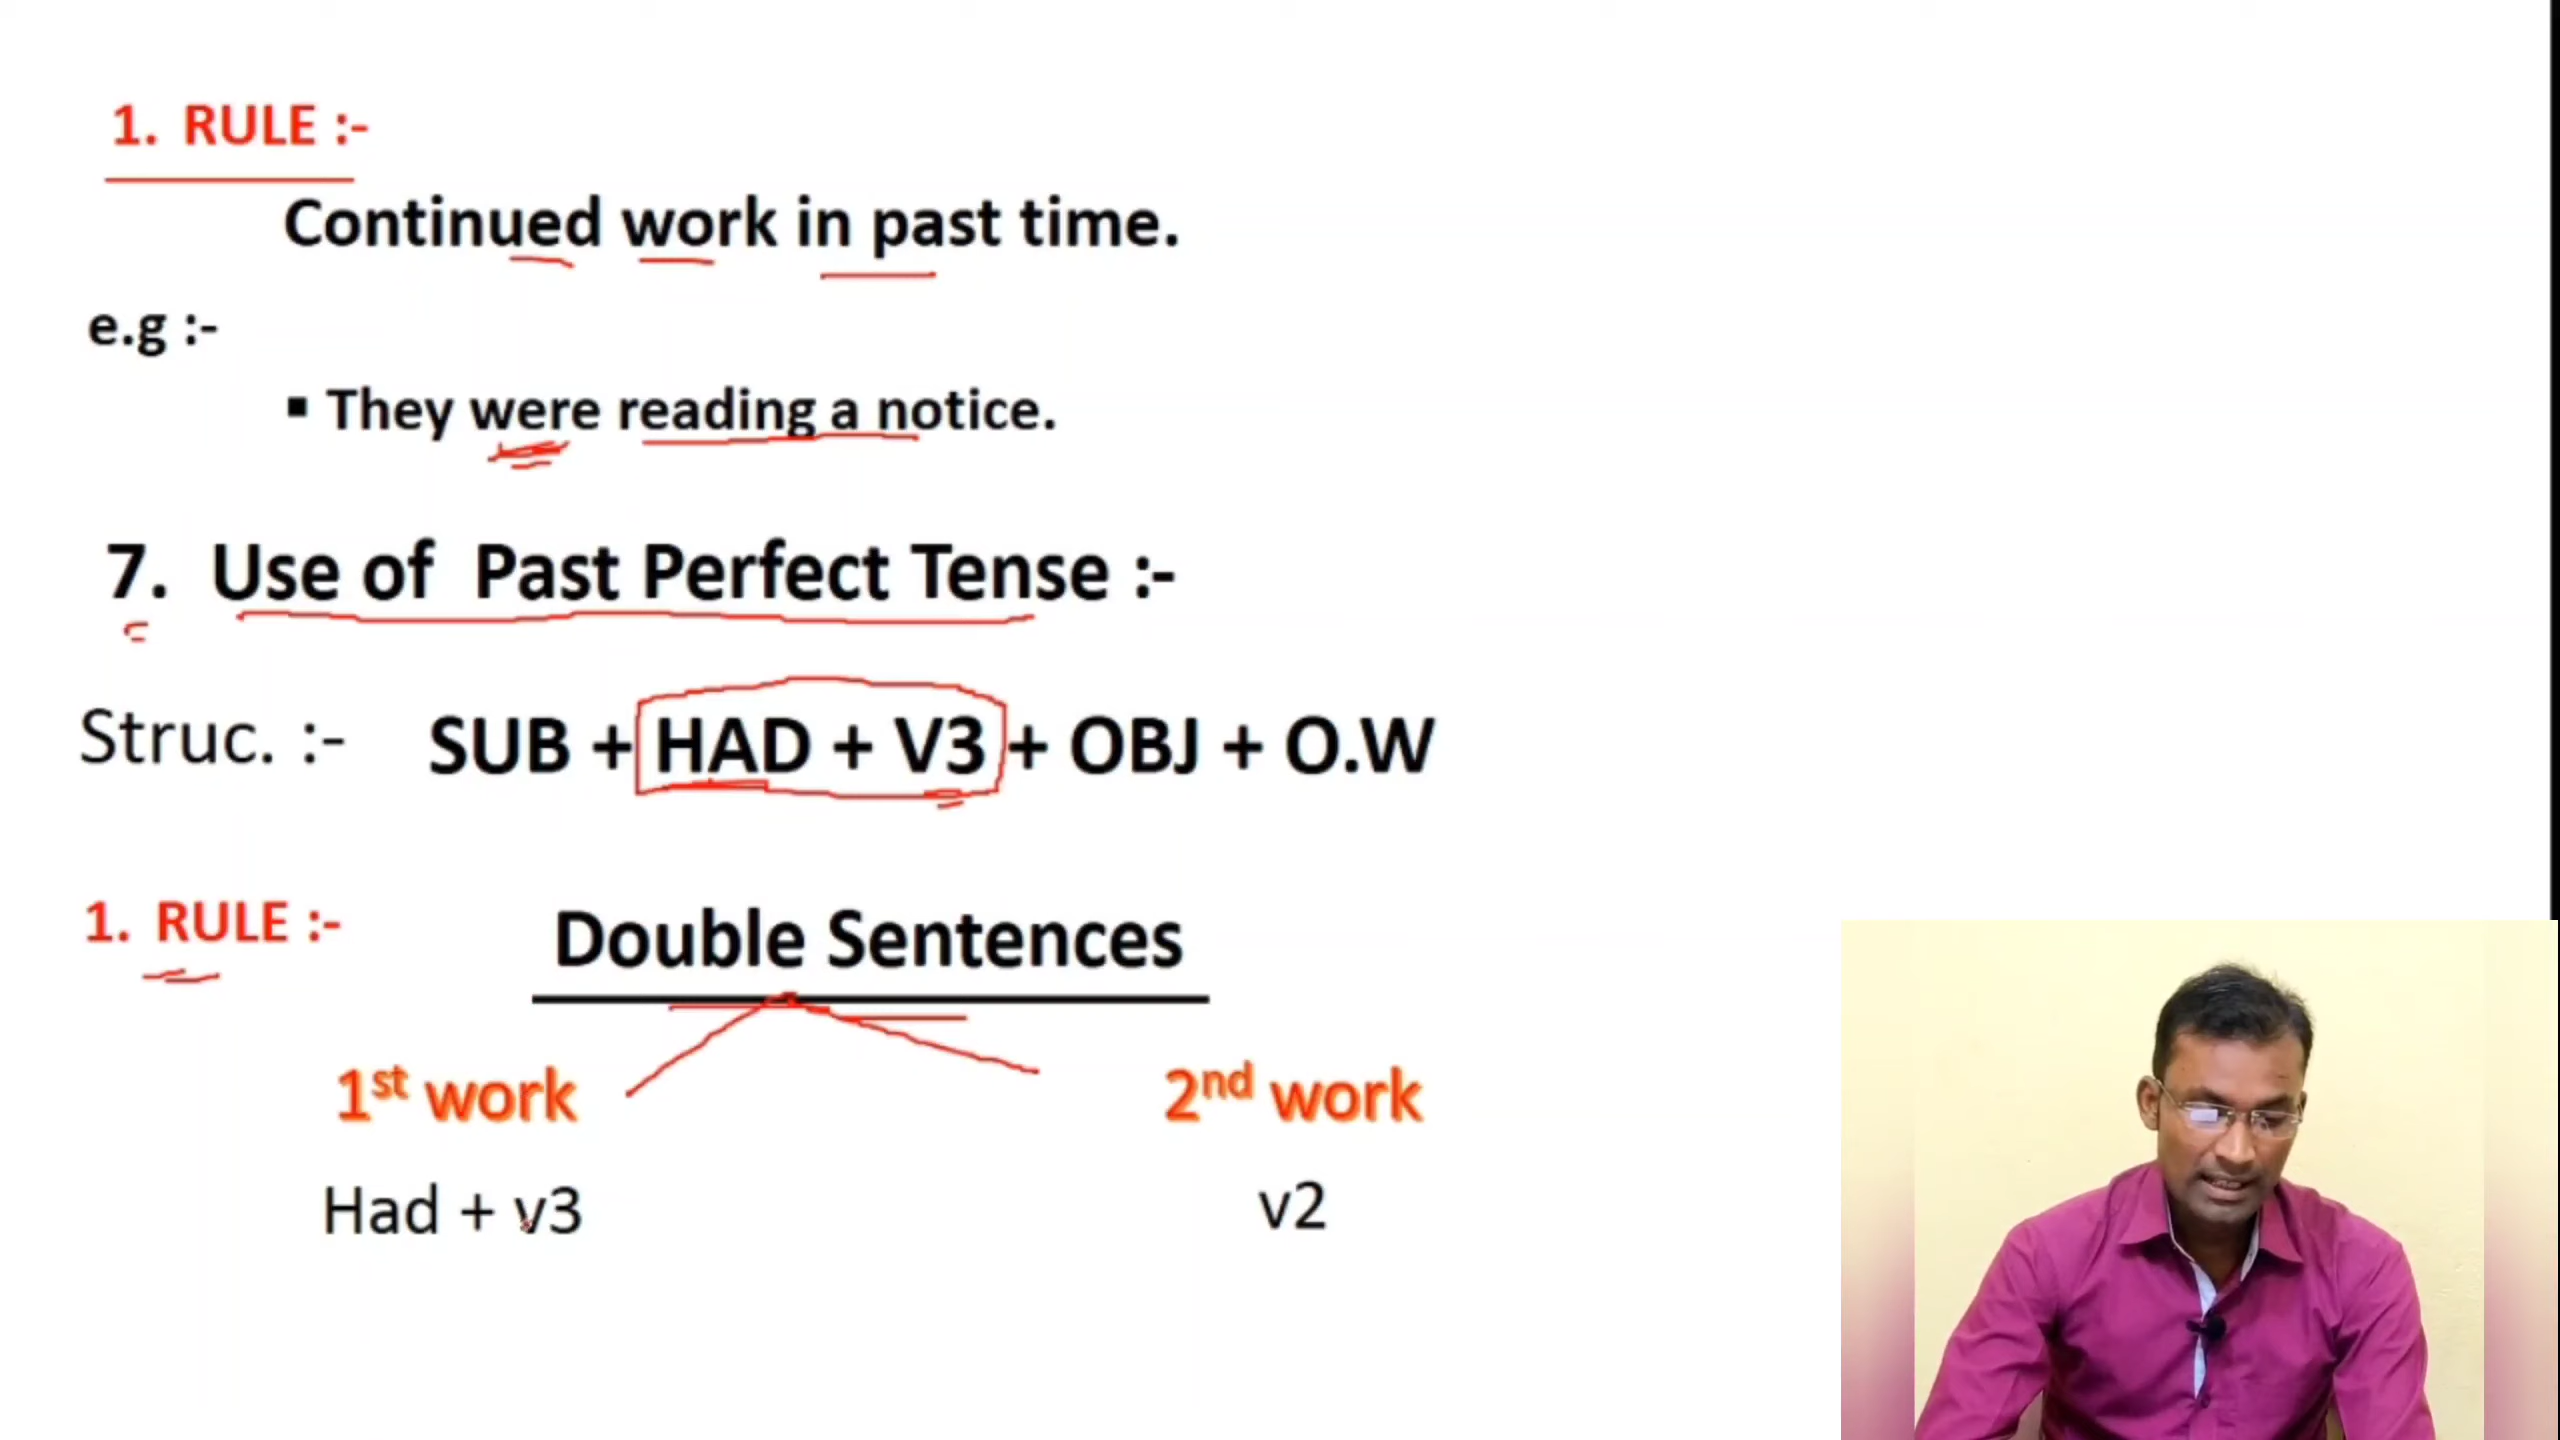 1. RULE :-
Continued work in past time.
e.g :-
▪ They were reading a notice.
7. Use of Past Perfect Tense :-
Struc. :- SUB + HAD + V3 + OBJ + O.W
1. RULE :- Double Sentences
1st work 2nd work
Had + v3 v2